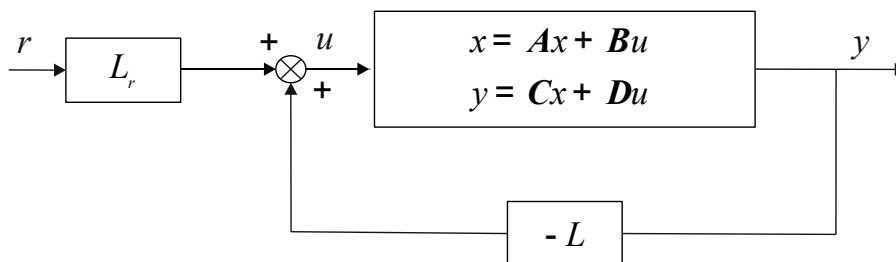 r
L_r
+
u
+
x = Ax + Bu
y = Cx + Du
y
- L